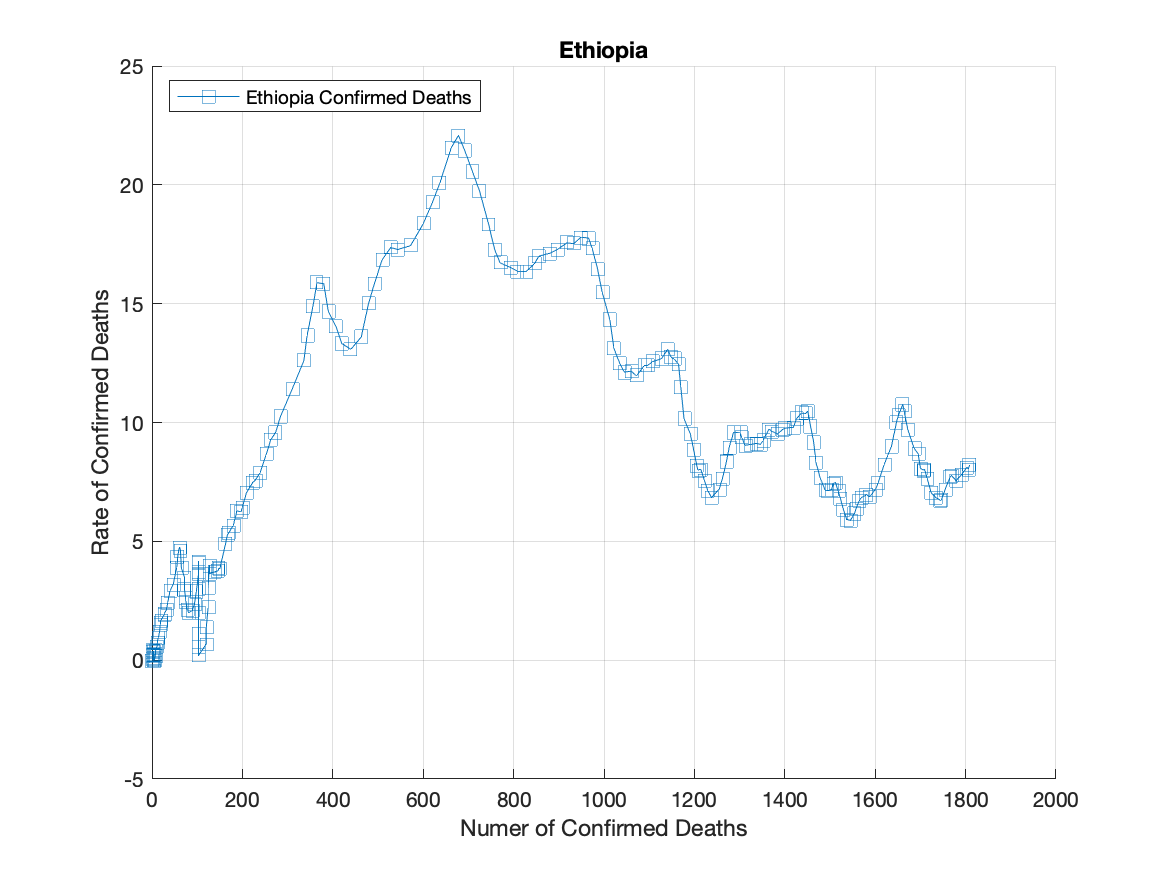 Ethiopia
Ethiopia Confirmed Deaths
Rate of Confirmed Deaths
25
20
15
10
5
0
-5
0 200 400 600 800 1000 1200 1400 1600 1800 2000
Numer of Confirmed Deaths